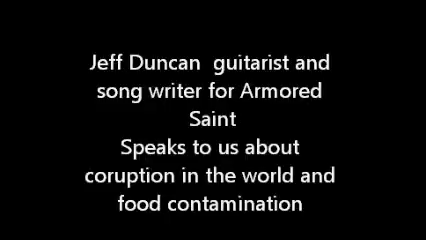 Jeff Duncan  guitarist and
song writer for Armored
Saint
Speaks to us about
coruption in the world and
food contamination